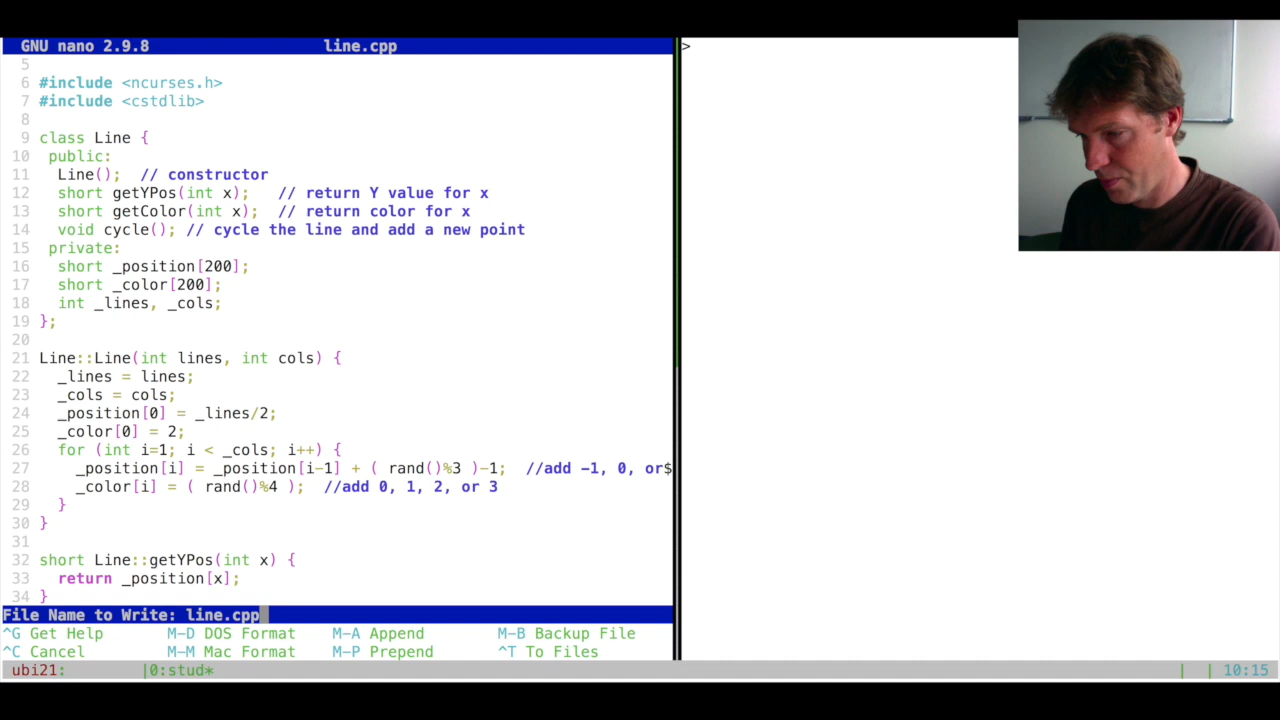 GNU nano 2.9.8 line.cpp
5
6 #include <ncurses.h>
7 #include <cstdlib>
8
9 class Line {
10 public:
11 Line(); // constructor
12 short getYPos(int x); // return Y value for x
13 short getColor(int x); // return color for x
14 void cycle(); // cycle the line and add a new point
15 private:
16 short _position[200];
17 short _color[200];
18 int _lines, _cols;
19 };
20
21 Line::Line(int lines, int cols) {
22 _lines = lines;
23 _cols = cols;
24 _position[0] = _lines/2;
25 _color[0] = 2;
26 for (int i=1; i < _cols; i++) {
27 _position[i] = _position[i-1] + ( rand()%3 )-1; //add -1, 0, or$
28 _color[i] = ( rand()%4 ); //add 0, 1, 2, or 3
29 }
30 }
31
32 short Line::getYPos(int x) {
33 return _position[x];
34 }
File Name to Write: line.cpp
^G Get Help M-D DOS Format M-A Append M-B Backup File
^C Cancel M-M Mac Format M-P Prepend ^T To Files
ubi21: |0:stud* | | 10:15
>